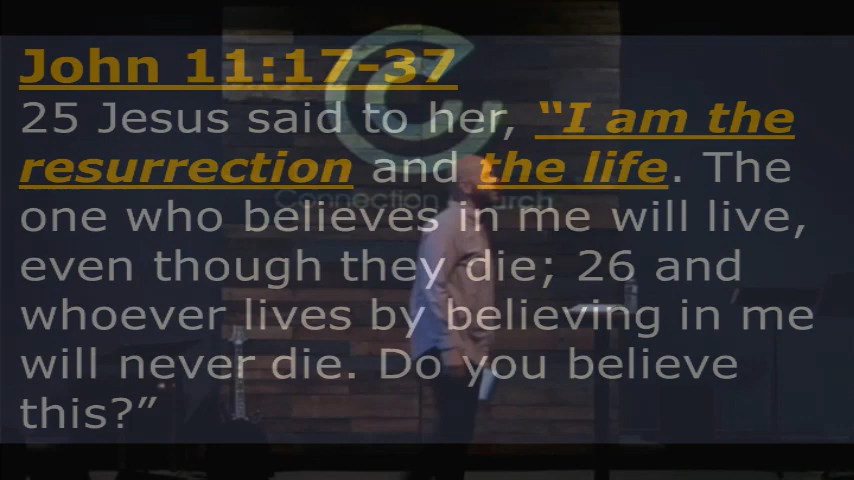 John 11:17-37
25 Jesus said to her, “I am the
resurrection and the life. The
one who believes in me will live,
even though they die; 26 and
whoever lives by believing in me
will never die. Do you believe
this?”
Connection Church